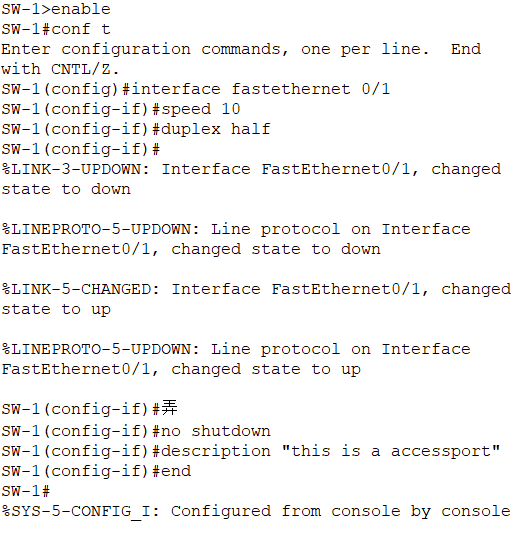 SW-1>enable
SW-1#conf t
Enter configuration commands, one per line.  End
with CNTL/Z.
SW-1(config)#interface fastethernet 0/1
SW-1(config-if)#speed 10
SW-1(config-if)#duplex half
SW-1(config-if)#
%LINK-3-UPDOWN: Interface FastEthernet0/1, changed
state to down
%LINEPROTO-5-UPDOWN: Line protocol on Interface
FastEthernet0/1, changed state to down
%LINK-5-CHANGED: Interface FastEthernet0/1, changed
state to up
%LINEPROTO-5-UPDOWN: Line protocol on Interface
FastEthernet0/1, changed state to up
SW-1(config-if)#弄
SW-1(config-if)#no shutdown
SW-1(config-if)#description "this is a accessport"
SW-1(config-if)#end
SW-1#
%SYS-5-CONFIG_I: Configured from console by console